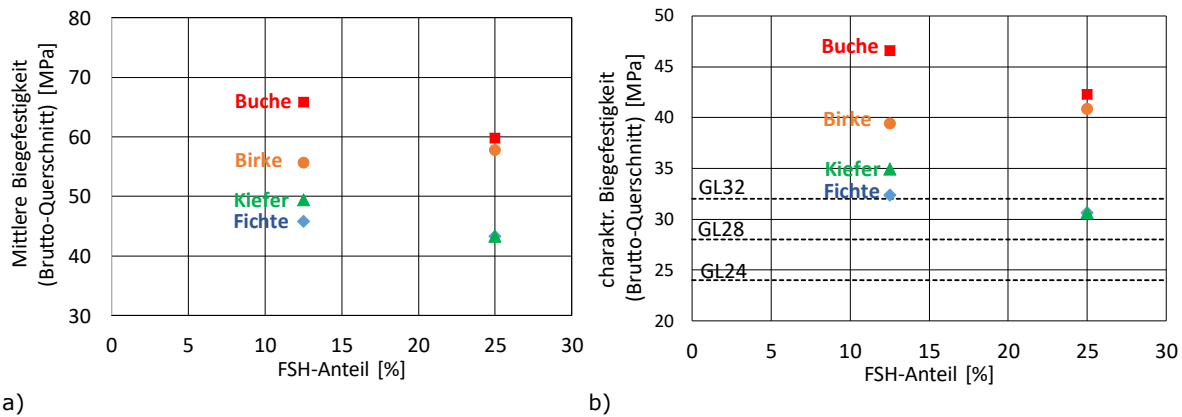 Mittlere Biegefestigkeit
(Brutto-Querschnitt) [MPa]
80
70
60
50
40
30
Buche
Birke
Kiefer
Fichte
0 5 10 15 20 25 30
FSH-Anteil [%]
a)
charaktr. Biegefestigkeit
(Brutto-Querschnitt) [MPa]
50
45
40
35
30
25
20
Buche
Birke
Kiefer
Fichte
GL32
GL28
GL24
0 5 10 15 20 25 30
FSH-Anteil [%]
b)